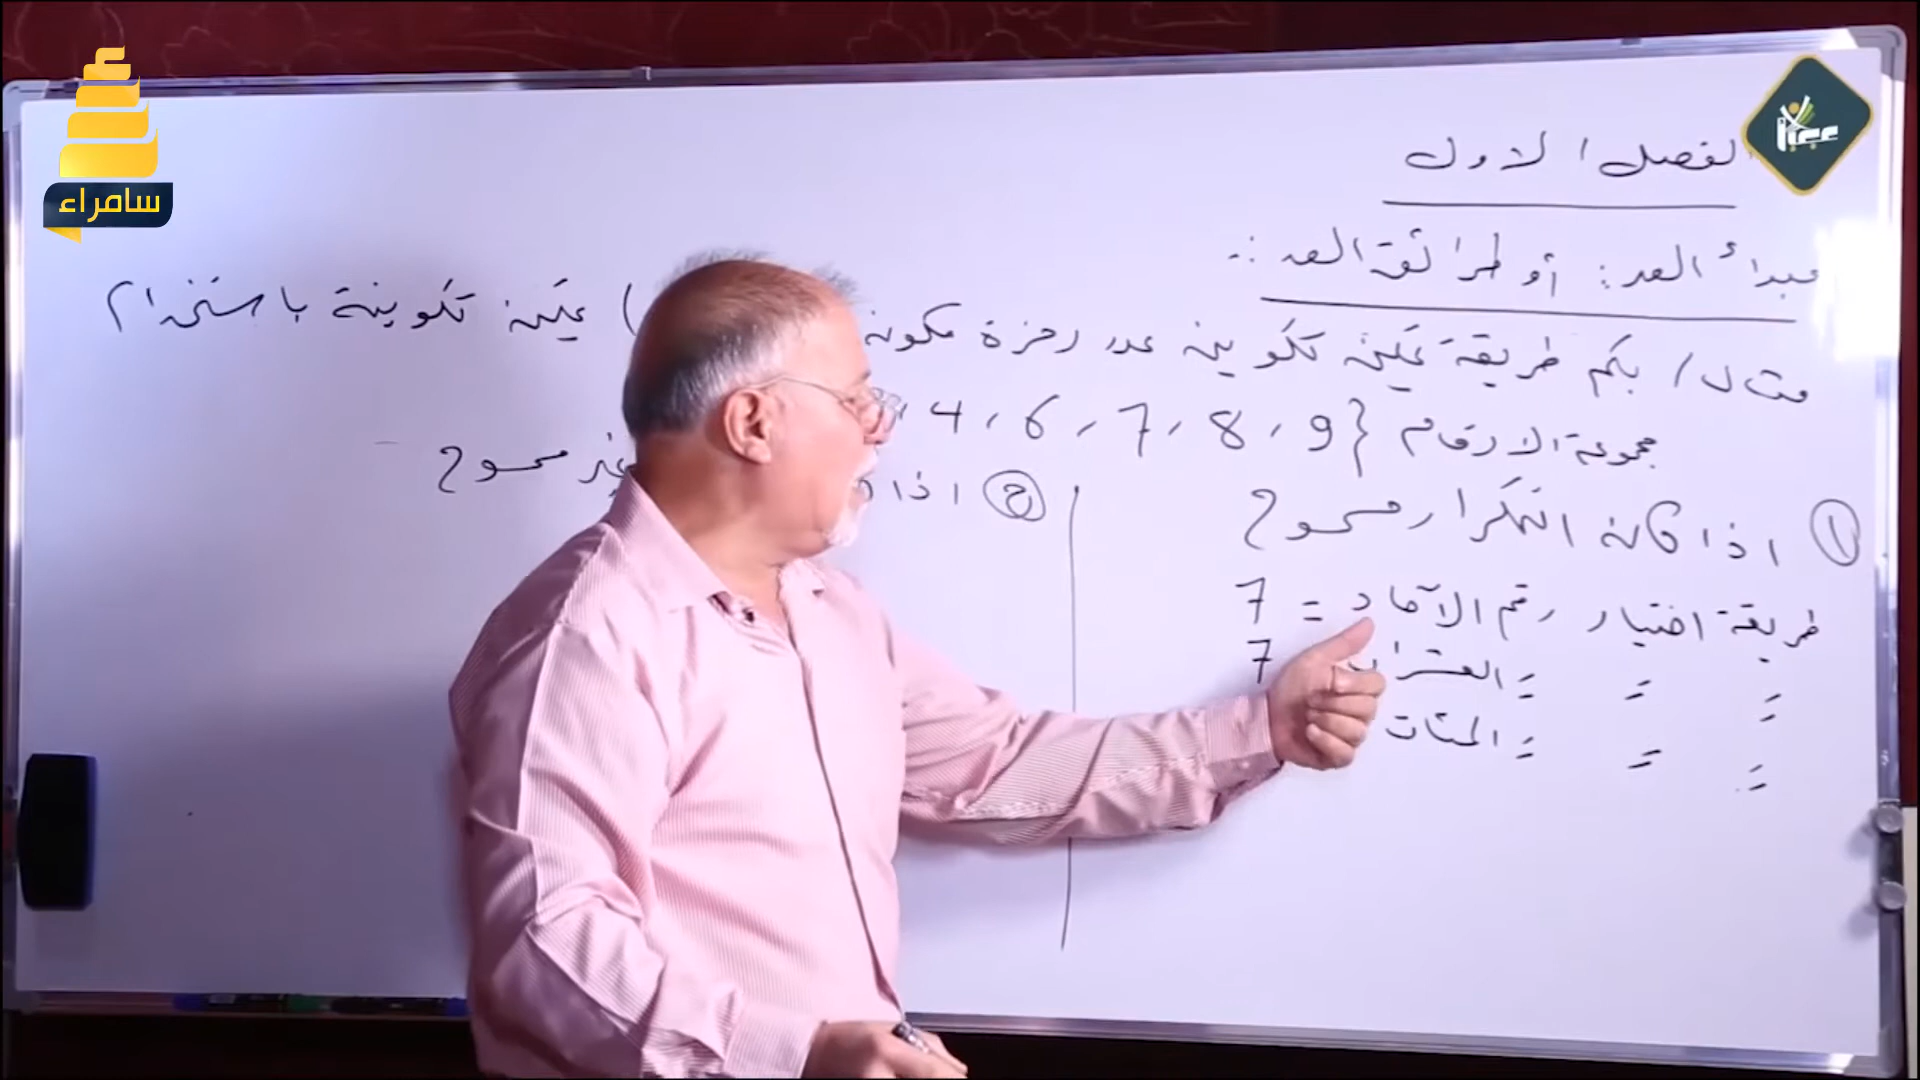 سامراء
الفصل الاول
مبدأ العد: أو طرائق العد :-
مثال / بكم طريقة يمكن تكوين عدد رمزه مكون ) يمكن تكوينه باستخدام
مجموعة الارقام { 9 ، 8 ، 7 ، 6 ، 4 ،
① اذا كان التكرار مسموح
② اذا غير مسموح
طريقة اختيار رقم الآحاد = 7
= = = العشرات 7
= = = المئات